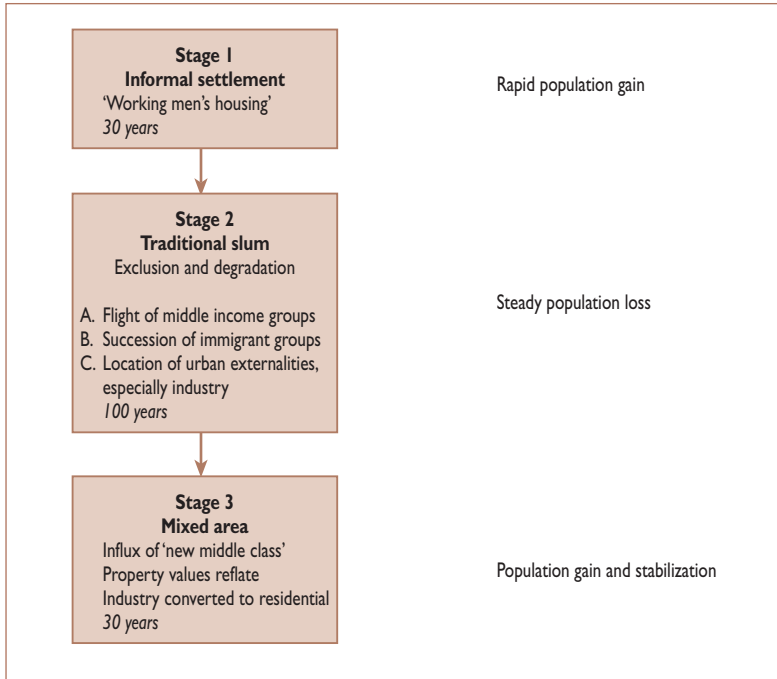 Stage 1
Informal settlement
‘Working men’s housing’
30 years
Rapid population gain
Stage 2
Traditional slum
Exclusion and degradation
A. Flight of middle income groups
B. Succession of immigrant groups
C. Location of urban externalities,
especially industry
100 years
Steady population loss
Stage 3
Mixed area
Influx of ‘new middle class’
Property values reflate
Industry converted to residential
30 years
Population gain and stabilization